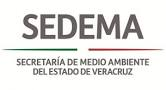 SEDEMA
SECRETARÍA DE MEDIO AMBIENTE
DEL ESTADO DE VERACRUZ